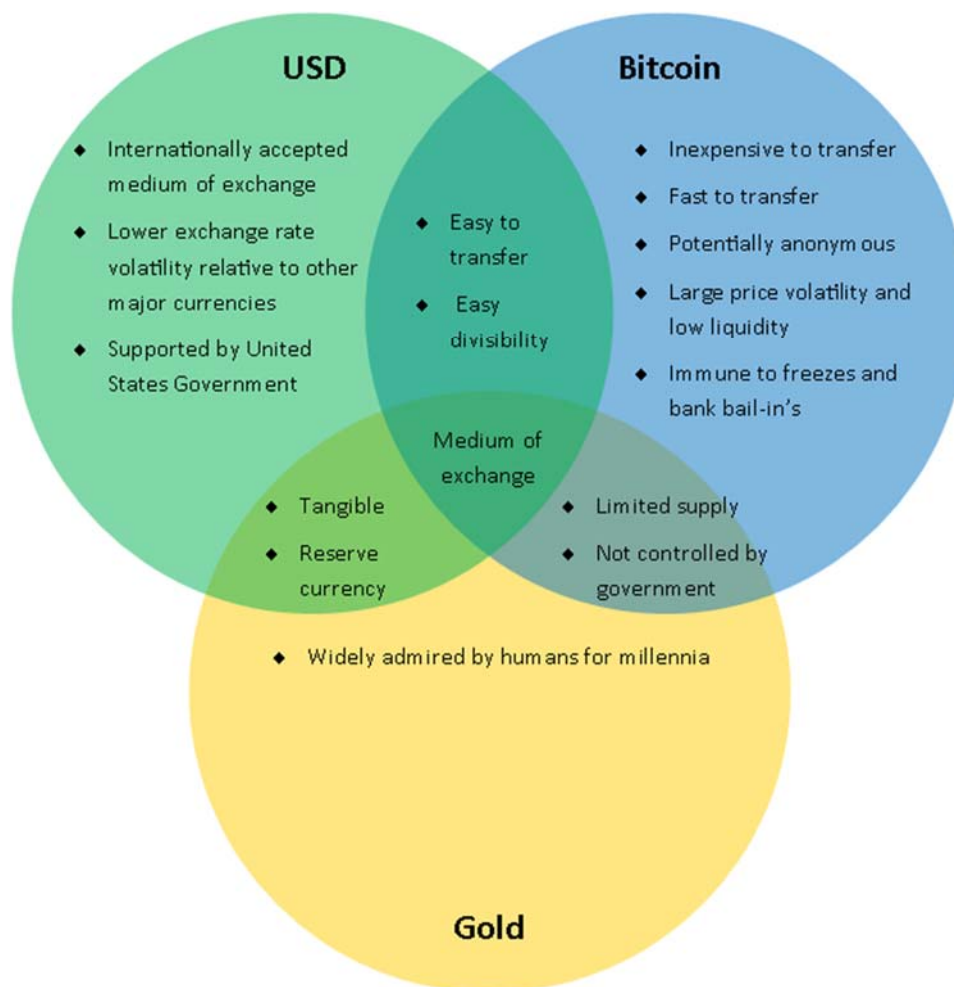 USD
Bitcoin
◆ Internationally accepted
medium of exchange
◆ Lower exchange rate
volatility relative to other
major currencies
◆ Supported by United
States Government
◆ Easy to
transfer
◆ Easy
divisibility
◆ Inexpensive to transfer
◆ Fast to transfer
◆ Potentially anonymous
◆ Large price volatility and
low liquidity
◆ Immune to freezes and
bank bail-in's
Medium of
exchange
◆ Tangible
◆ Reserve
currency
◆ Limited supply
◆ Not controlled by
government
◆ Widely admired by humans for millennia
Gold